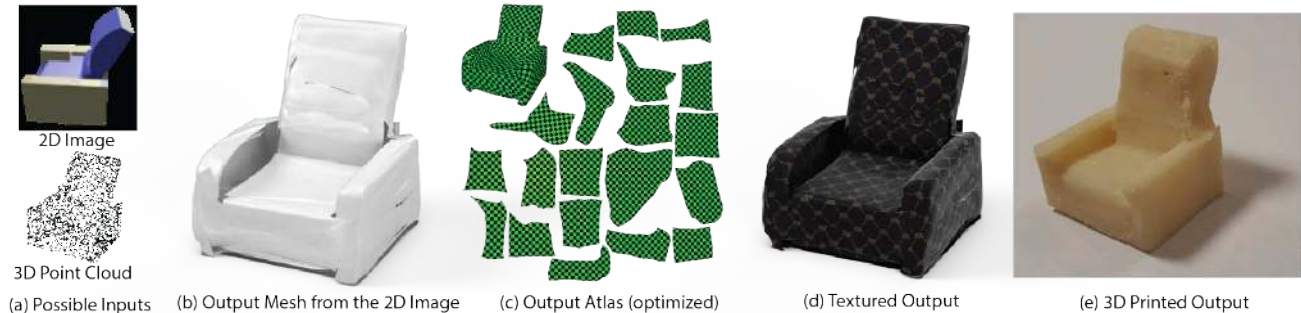 2D Image
3D Point Cloud
(a) Possible Inputs
(b) Output Mesh from the 2D Image
(c) Output Atlas (optimized)
(d) Textured Output
(e) 3D Printed Output